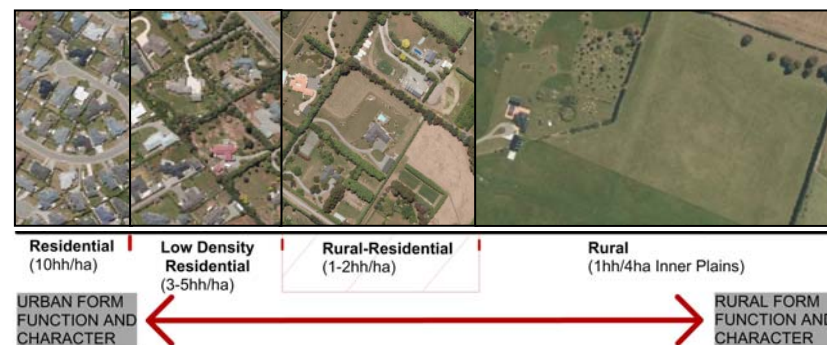 Residential
(10hh/ha)
Low Density
Residential
(3-5hh/ha)
Rural-Residential
(1-2hh/ha)
Rural
(1hh/4ha Inner Plains)
URBAN FORM
FUNCTION AND
CHARACTER
RURAL FORM
FUNCTION AND
CHARACTER